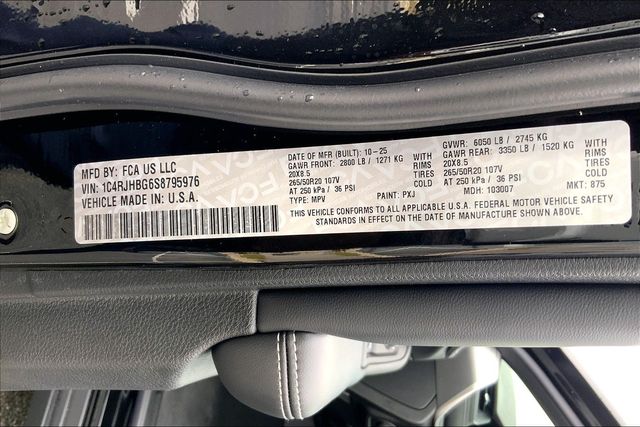 MFD BY: FCA US LLC
VIN: 1C4RJHBG6S8795976
VEHICLE MADE IN: U.S.A.
DATE OF MFR (BUILT): 10-25 GVWR: 6050 LB / 2745 KG
GAWR FRONT: 2800 LB / 1271 KG WITH GAWR REAR: 3350 LB / 1520 KG WITH
20X8.5 RIMS 20X8.5 RIMS
265/50R20 107V TIRES 265/50R20 107V TIRES
AT 250 kPa / 36 PSI COLD AT 250 kPa / 36 PSI COLD
TYPE: MPV PAINT: PXJ MDH: 103007 MKTG: 875
THIS VEHICLE CONFORMS TO ALL APPLICABLE U.S.A. FEDERAL MOTOR VEHICLE SAFETY
STANDARDS IN EFFECT ON THE DATE OF MANUFACTURE SHOWN ABOVE.